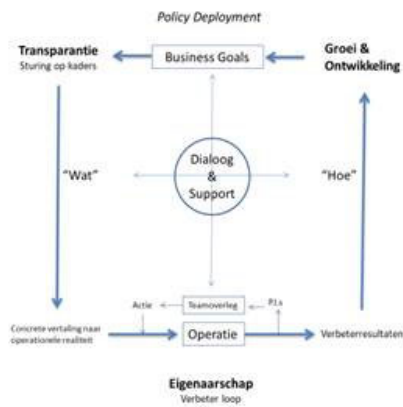 Policy Deployment
Transparantie
Sturing op kaders
Business Goals
Groei &
Ontwikkeling
"Wat"
Dialoog
&
Support
"Hoe"
Actie
Teamoverleg
P.I.s
Concrete vertaling naar
operationele realiteit
Operatie
Verbeterresultaten
Eigenaarschap
Verbeter loop